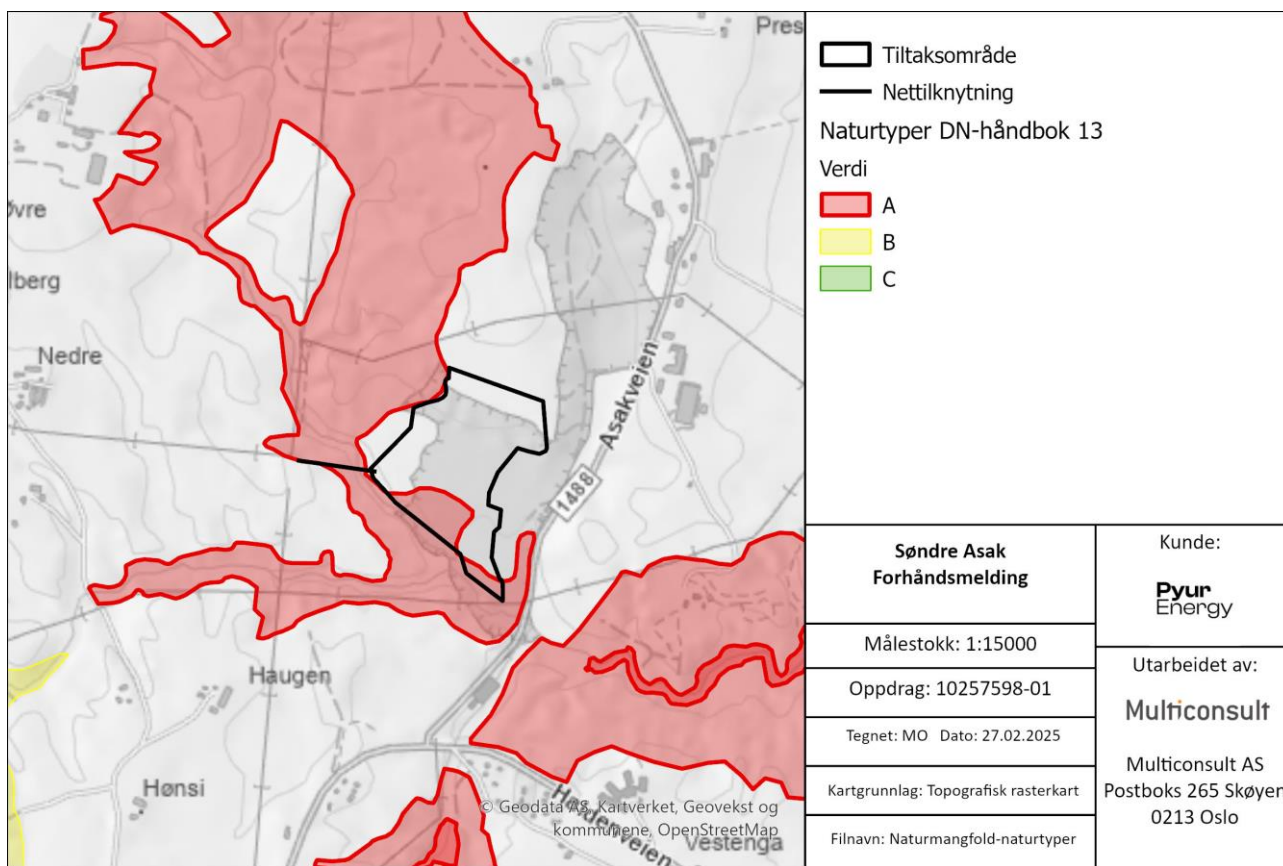 Pres
Øvre
lberg
Nedre
Asakveien
1488
Haugen
Hønsi
Haldenveien
Vestenga
© Geodata AS, Kartverket, Geovekst og
kommunene, OpenStreetMap
Tiltaksområde
Nettilknytning
Naturtyper DN-håndbok 13
Verdi
A
B
C
Søndre Asak
Forhåndsmelding
Målestokk: 1:15000
Oppdrag: 10257598-01
Tegnet: MO Dato: 27.02.2025
Kartgrunnlag: Topografisk rasterkart
Filnavn: Naturmangfold-naturtyper
Kunde:
Pyur
Energy
Utarbeidet av:
Multiconsult
Multiconsult AS
Postboks 265 Skøyen
0213 Oslo